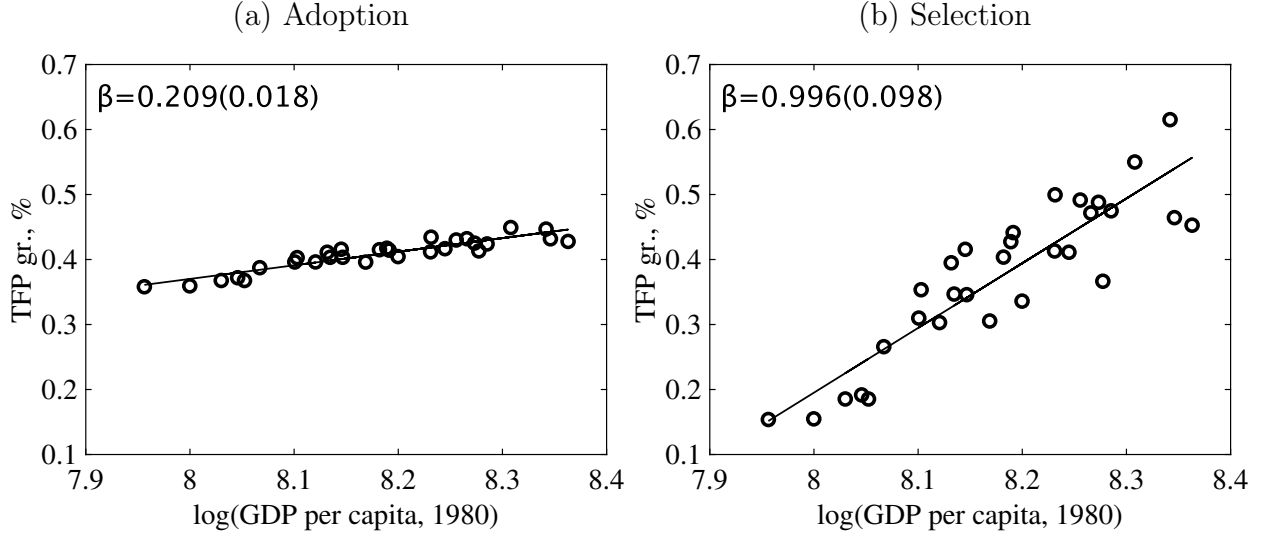 (a) Adoption
β=0.209(0.018)
TFP gr., %
0.7
0.6
0.5
0.4
0.3
0.2
0.1
7.9 8 8.1 8.2 8.3 8.4
log(GDP per capita, 1980)
(b) Selection
β=0.996(0.098)
TFP gr., %
0.7
0.6
0.5
0.4
0.3
0.2
0.1
7.9 8 8.1 8.2 8.3 8.4
log(GDP per capita, 1980)